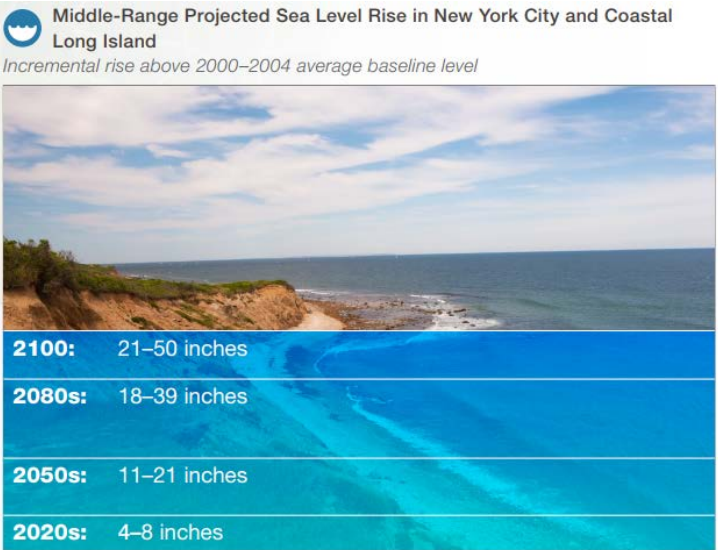 Middle-Range Projected Sea Level Rise in New York City and Coastal
Long Island
Incremental rise above 2000–2004 average baseline level
2100: 21–50 inches
2080s: 18–39 inches
2050s: 11–21 inches
2020s: 4–8 inches